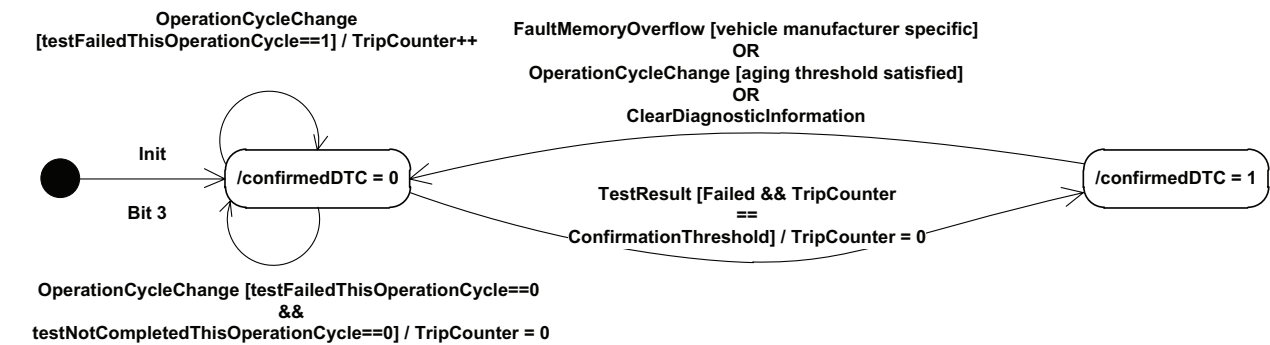 OperationCycleChange
[testFailedThisOperationCycle==1] / TripCounter++
FaultMemoryOverflow [vehicle manufacturer specific]
OR
OperationCycleChange [aging threshold satisfied]
OR
ClearDiagnosticInformation
Init
Bit 3
/confirmedDTC = 0
/confirmedDTC = 1
TestResult [Failed && TripCounter
==
ConfirmationThreshold] / TripCounter = 0
OperationCycleChange [testFailedThisOperationCycle==0
&&
testNotCompletedThisOperationCycle==0] / TripCounter = 0